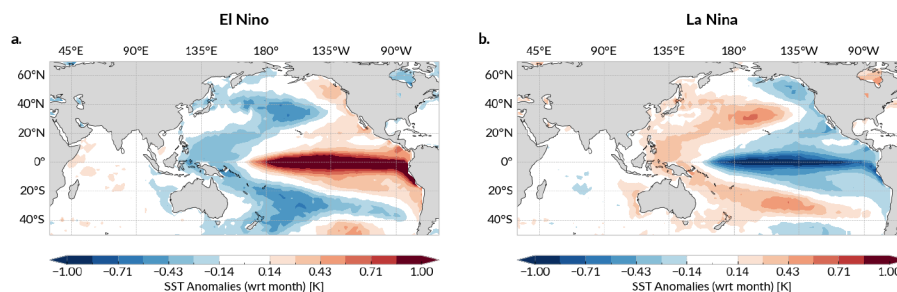 El Nino
La Nina
a.
45°E 90°E 135°E 180° 135°W 90°W
b.
45°E 90°E 135°E 180° 135°W 90°W
60°N
40°N
20°N
0°
20°S
40°S
60°N
40°N
20°N
0°
20°S
40°S
−1.00 −0.71 −0.43 −0.14 0.14 0.43 0.71 1.00
SST Anomalies (wrt month) [K]
−1.00 −0.71 −0.43 −0.14 0.14 0.43 0.71 1.00
SST Anomalies (wrt month) [K]